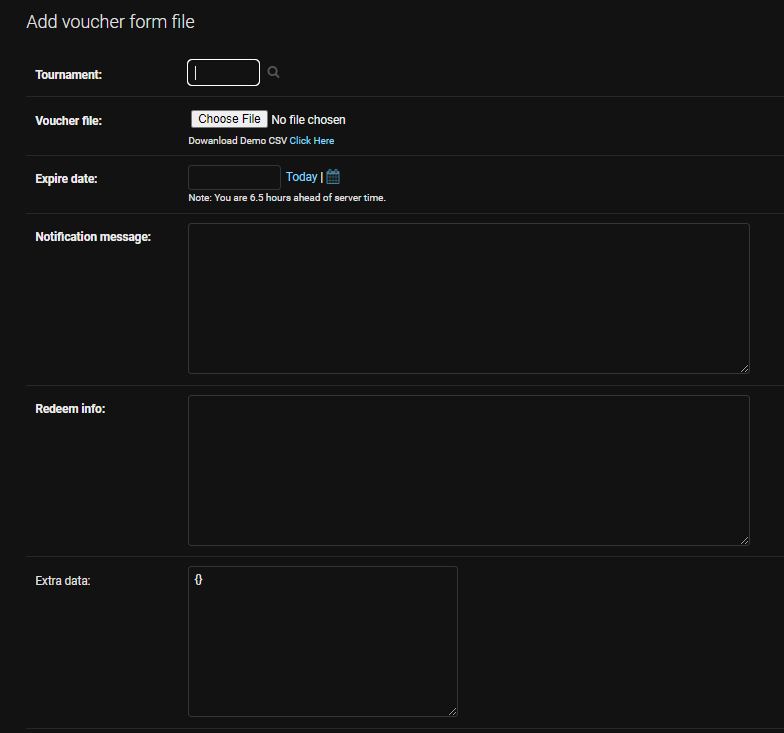 Add voucher form file
Tournament:
Voucher file: Choose File No file chosen
Dowanload Demo CSV Click Here
Expire date: Today |
Note: You are 6.5 hours ahead of server time.
Notification message:
Redeem info:
Extra data: {}